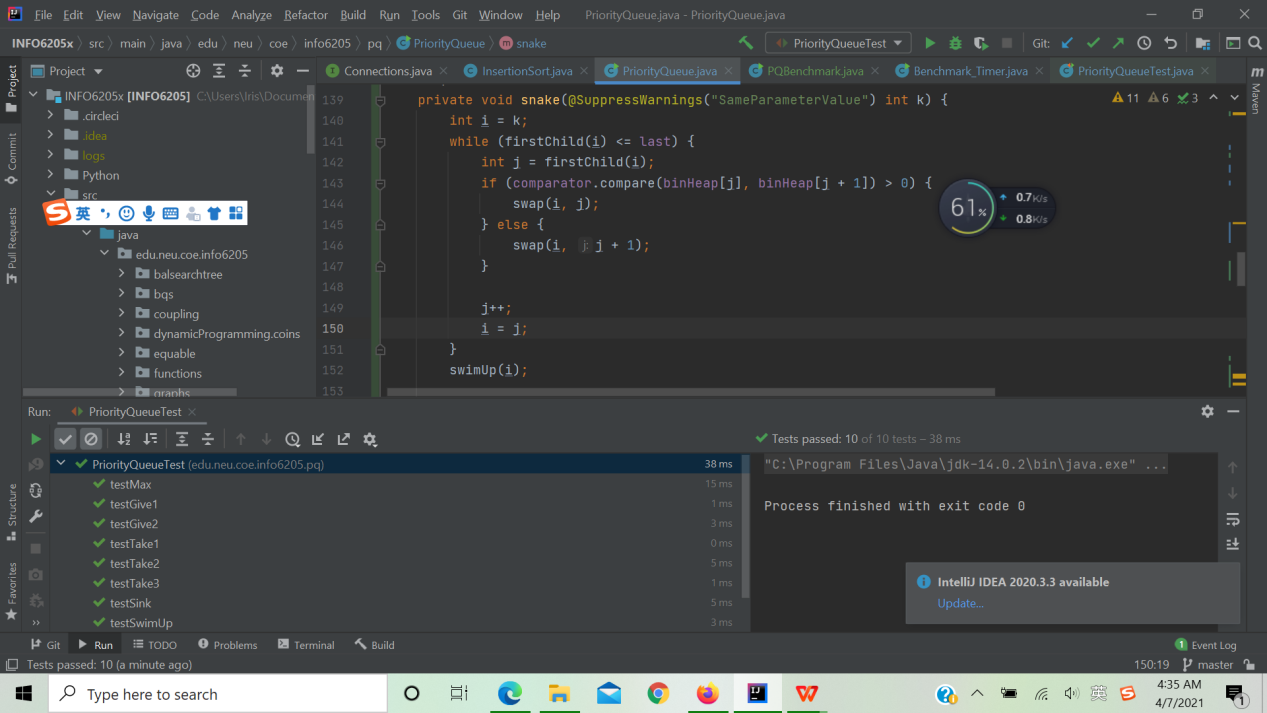 File Edit View Navigate Code Analyze Refactor Build Run Tools Git Window Help PriorityQueue.java - PriorityQueue.java
INFO6205x src main java edu neu coe info6205 pq PriorityQueue snake PriorityQueueTest Git:
Project Connections.java InsertionSort.java PriorityQueue.java PQBenchmark.java Benchmark_Timer.java PriorityQueueTest.java
Project
Commit
Pull Requests
Structure
Favorites
Maven
INFO6205x [INFO6205] C:\Users\Iris\Documen
.circleci
.idea
logs
Python
src
英
java
edu.neu.coe.info6205
balsearchtree
bqs
coupling
dynamicProgramming.coins
equable
functions
graphs
11 6 3
139 private void snake(@SuppressWarnings("SameParameterValue") int k) {
140 int i = k;
141 while (firstChild(i) <= last) {
142 int j = firstChild(i);
143 if (comparator.compare(binHeap[j], binHeap[j + 1]) > 0) {
144 swap(i, j);
145 } else {
146 swap(i, j: j + 1);
147 }
148
149 j++;
150 i = j;
151 }
152 swimUp(i);
153
61%
0.7K/s
0.8K/s
Run: PriorityQueueTest
Tests passed: 10 of 10 tests – 38 ms
PriorityQueueTest (edu.neu.coe.info6205.pq) 38 ms
testMax 15 ms
testGive1 1 ms
testGive2 3 ms
testTake1 0 ms
testTake2 5 ms
testTake3 1 ms
testSink 5 ms
testSwimUp 3 ms
"C:\Program Files\Java\jdk-14.0.2\bin\java.exe" ...
Process finished with exit code 0
IntelliJ IDEA 2020.3.3 available
Update...
Git Run TODO Problems Terminal Build 1 Event Log
Tests passed: 10 (a minute ago) 150:19 master
Type here to search
英
4:35 AM
4/7/2021
1